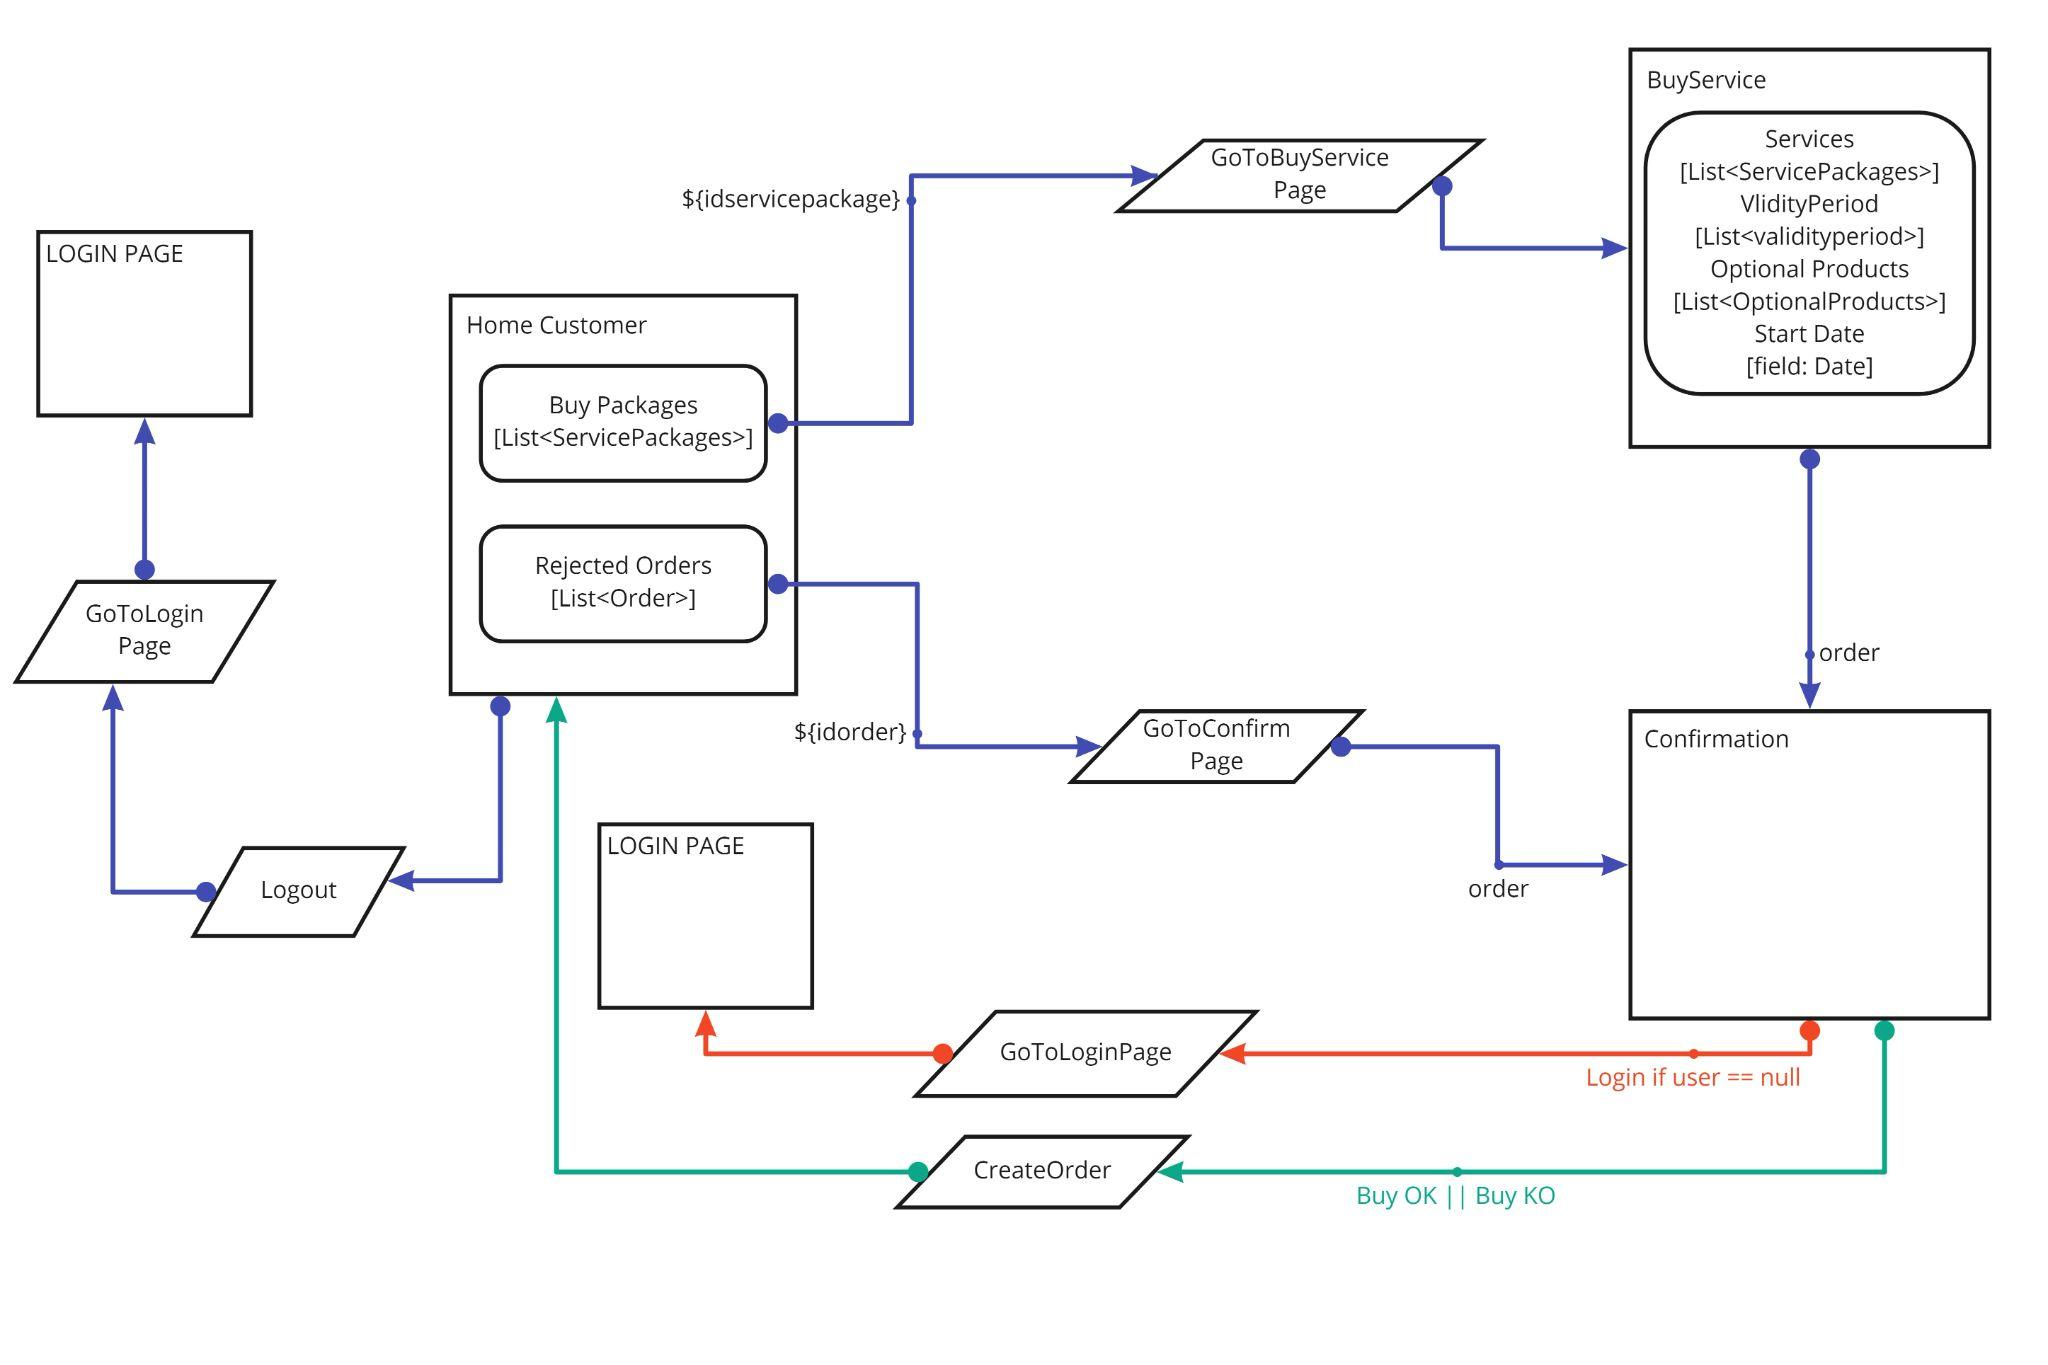 BuyService
Services
[List<ServicePackages>]
VlidityPeriod
[List<validityperiod>]
Optional Products
[List<OptionalProducts>]
Start Date
[field: Date]
GoToBuyService
Page
${idservicepackage}
LOGIN PAGE
Home Customer
Buy Packages
[List<ServicePackages>]
Rejected Orders
[List<Order>]
GoToLogin
Page
order
${idorder}
GoToConfirm
Page
Confirmation
LOGIN PAGE
Logout
order
GoToLoginPage
Login if user == null
CreateOrder
Buy OK || Buy KO